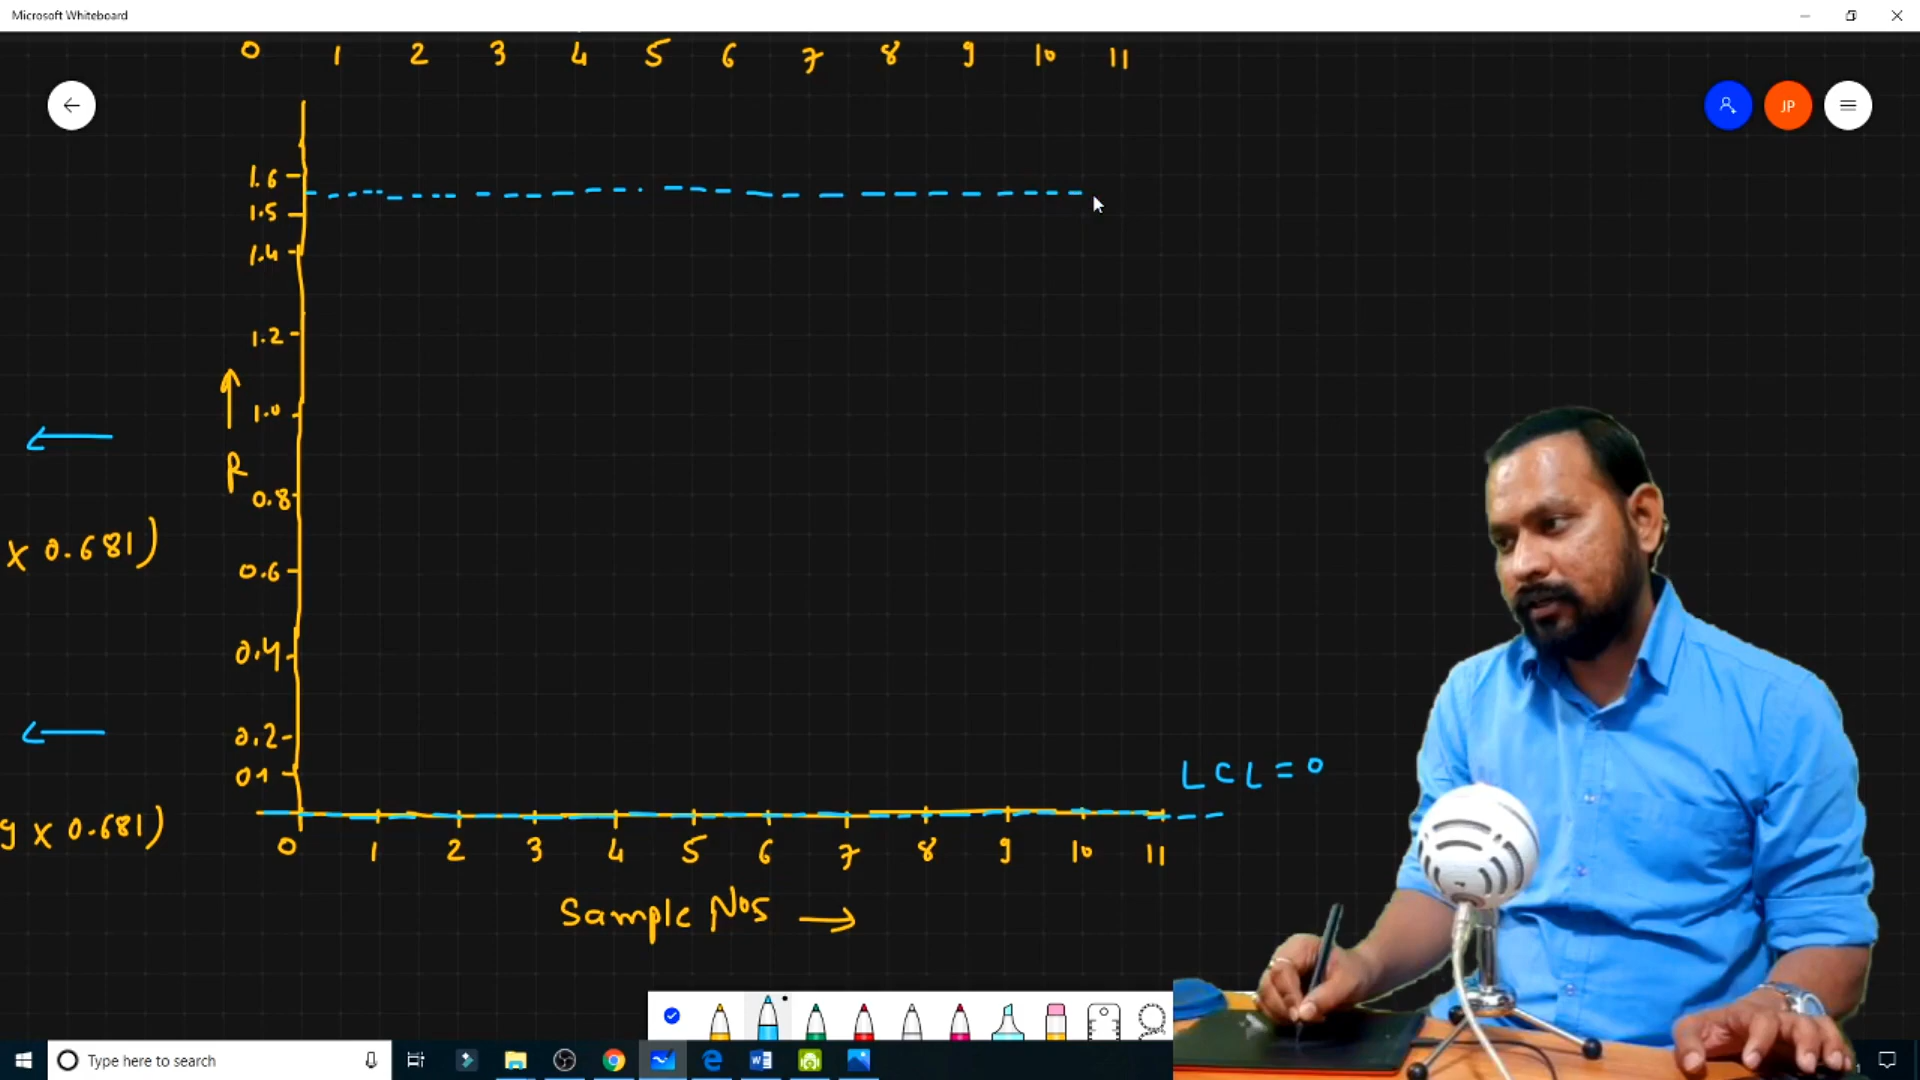 Microsoft Whiteboard
0 1 2 3 4 5 6 7 8 9 10 11
JP
1.6
1.5
1.4
1.2
1.0
R
0.8
x 0.681)
0.6
0.4
0.2
LCL = 0
0.1
y x 0.681)
0 1 2 3 4 5 6 7 8 9 10 11
Sample Nos
Type here to search